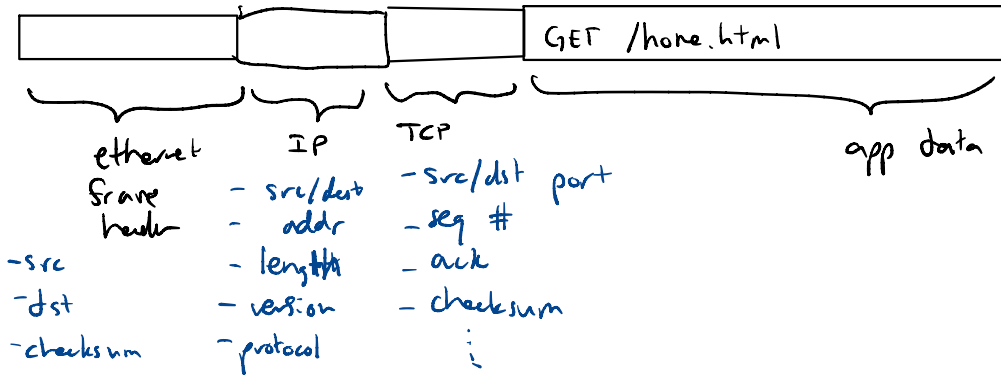 GET /home.html
ethernet
frame
header
-src
-dst
-checksum
IP
- src/dest
- addr
- length
- version
- protocol
TCP
- src/dst port
- seq #
- ack
- checksum
app data